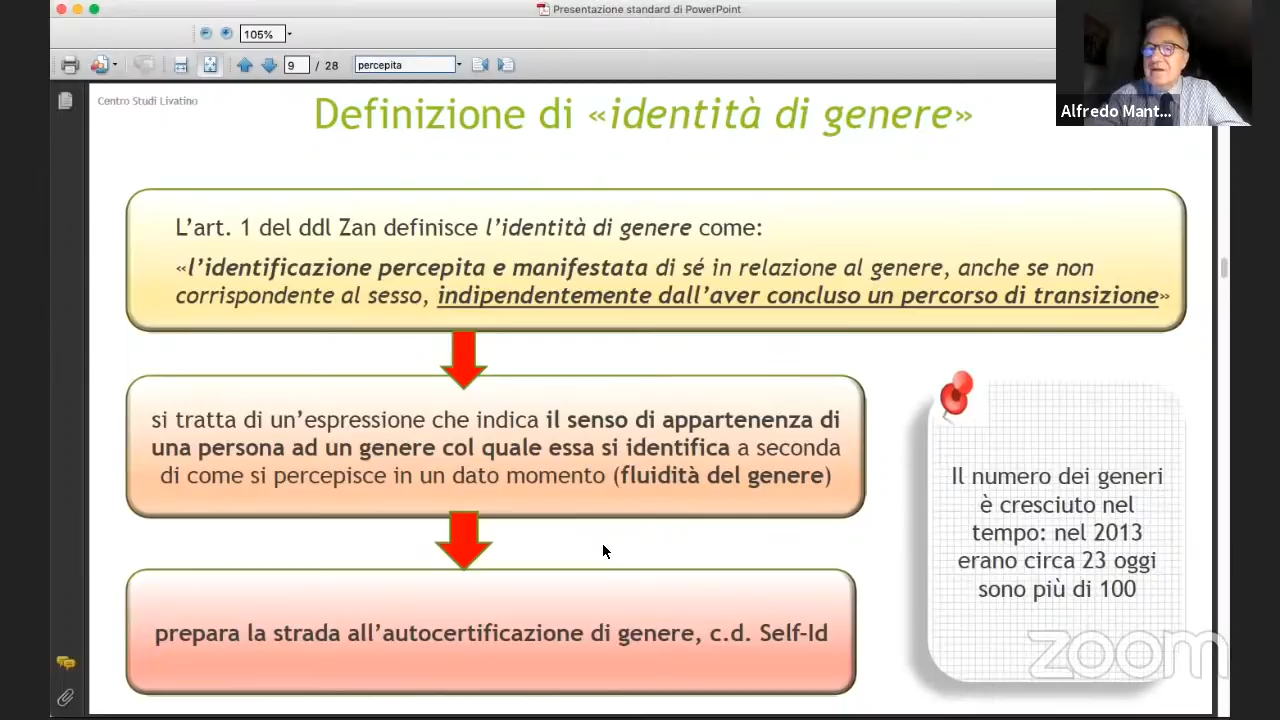 Presentazione standard di PowerPoint
105%
9 / 28
percepita
Alfredo Mant...
Centro Studi Livatino
Definizione di «identità di genere»
L’art. 1 del ddl Zan definisce l’identità di genere come:
«l’identificazione percepita e manifestata di sé in relazione al genere, anche se non
corrispondente al sesso, indipendentemente dall’aver concluso un percorso di transizione»
si tratta di un’espressione che indica il senso di appartenenza di
una persona ad un genere col quale essa si identifica a seconda
di come si percepisce in un dato momento (fluidità del genere)
prepara la strada all’autocertificazione di genere, c.d. Self-Id
Il numero dei generi
è cresciuto nel
tempo: nel 2013
erano circa 23 oggi
sono più di 100
zoom